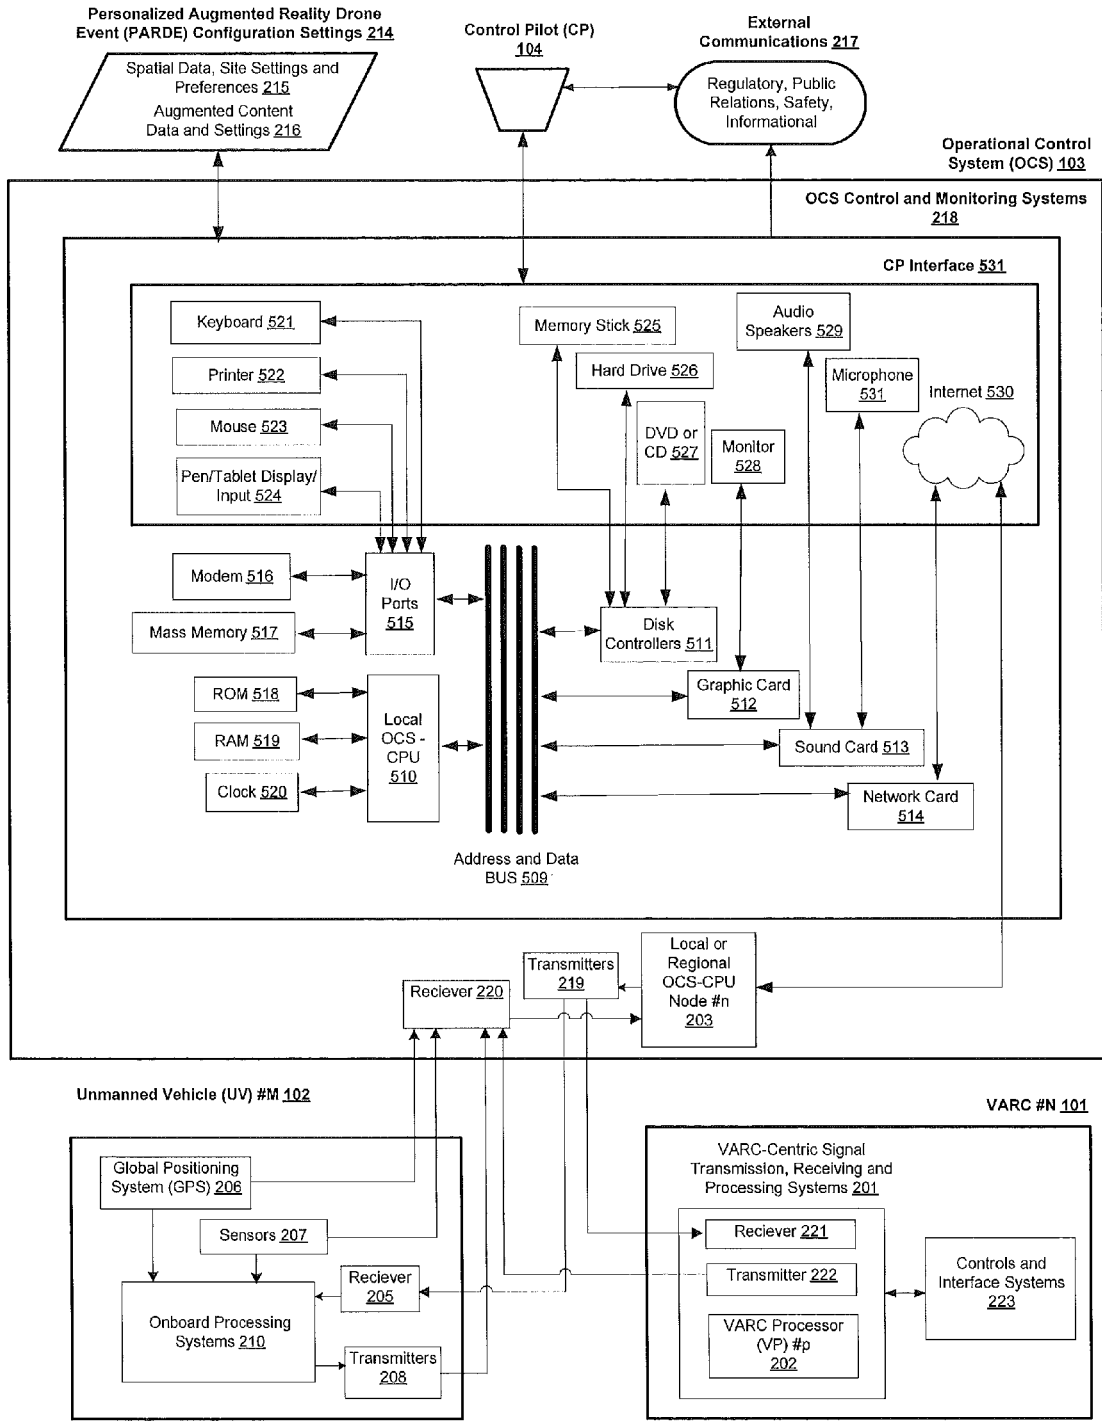 Personalized Augmented Reality Drone
Event (PARDE) Configuration Settings 214
Spatial Data, Site Settings and
Preferences 215
Augmented Content
Data and Settings 216
Control Pilot (CP)
104
External
Communications 217
Regulatory, Public
Relations, Safety,
Informational
Operational Control
System (OCS) 103
OCS Control and Monitoring Systems
218
CP Interface 531
Keyboard 521
Printer 522
Mouse 523
Pen/Tablet Display/
Input 524
Memory Stick 525
Hard Drive 526
DVD or
CD 527
Monitor
528
Audio
Speakers 529
Microphone
531
Internet 530
Modem 516
Mass Memory 517
I/O
Ports
515
ROM 518
RAM 519
Clock 520
Local
OCS -
CPU
510
Disk
Controllers 511
Graphic Card
512
Sound Card 513
Network Card
514
Address and Data
BUS 509
Reciever 220
Transmitters
219
Local or
Regional
OCS-CPU
Node #n
203
Unmanned Vehicle (UV) #M 102
Global Positioning
System (GPS) 206
Sensors 207
Reciever
205
Onboard Processing
Systems 210
Transmitters
208
VARC #N 101
VARC-Centric Signal
Transmission, Receiving and
Processing Systems 201
Reciever 221
Transmitter 222
VARC Processor
(VP) #p
202
Controls and
Interface Systems
223